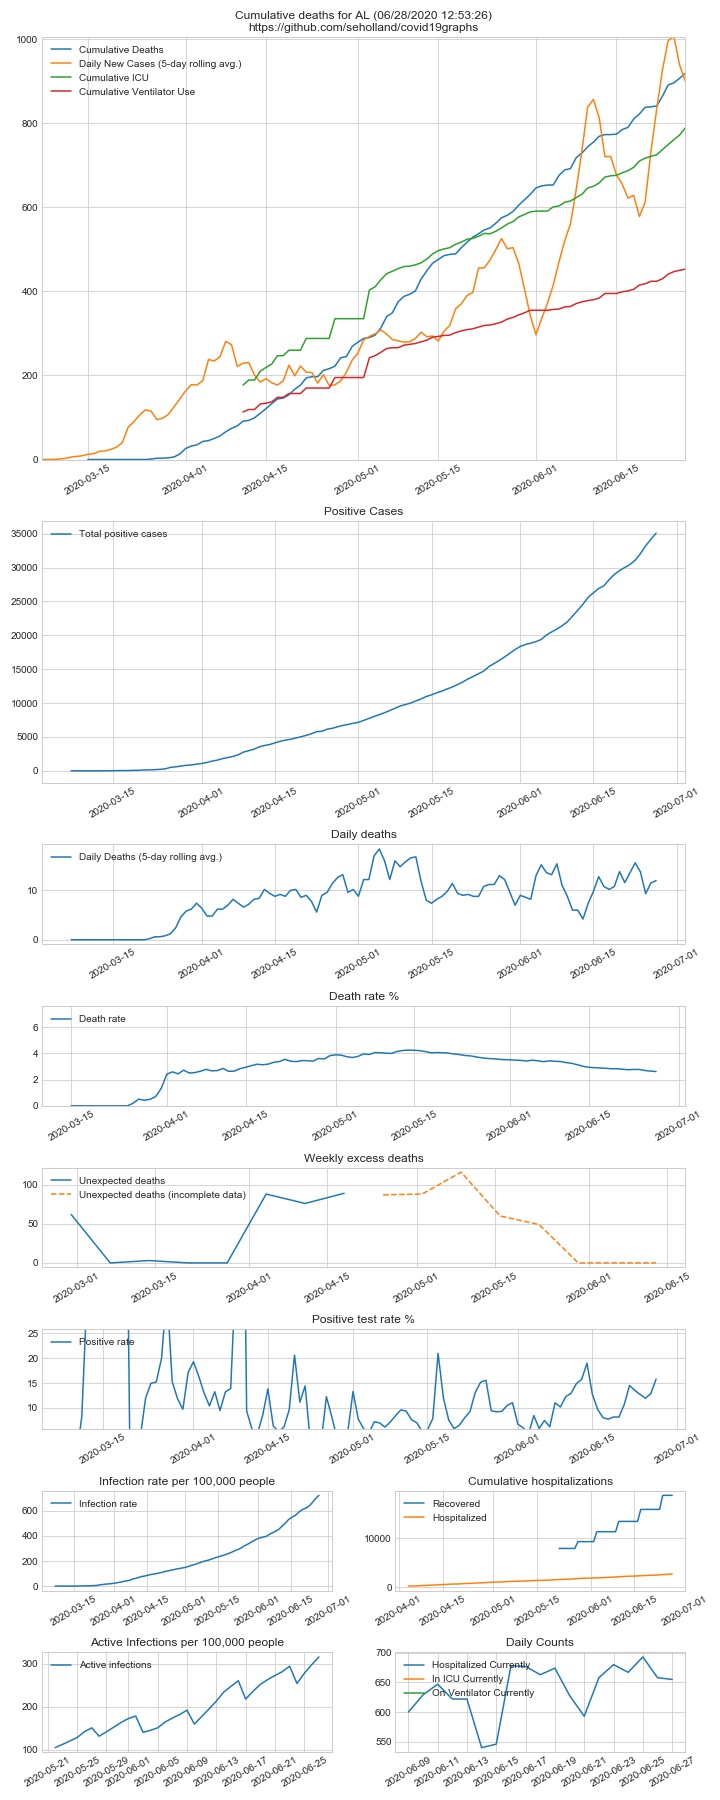 Cumulative deaths for AL (06/28/2020 12:53:26)
https://github.com/seholland/covid19graphs
Cumulative Deaths
Daily New Cases (5-day rolling avg.)
Cumulative ICU
Cumulative Ventilator Use
1000
800
600
400
200
0
2020-03-15 2020-04-01 2020-04-15 2020-05-01 2020-05-15 2020-06-01 2020-06-15
Positive Cases
Total positive cases
35000
30000
25000
20000
15000
10000
5000
0
2020-03-15 2020-04-01 2020-04-15 2020-05-01 2020-05-15 2020-06-01 2020-06-15 2020-07-01
Daily deaths
Daily Deaths (5-day rolling avg.)
10
0
2020-03-15 2020-04-01 2020-04-15 2020-05-01 2020-05-15 2020-06-01 2020-06-15 2020-07-01
Death rate %
Death rate
6
4
2
0
2020-03-15 2020-04-01 2020-04-15 2020-05-01 2020-05-15 2020-06-01 2020-06-15 2020-07-01
Weekly excess deaths
Unexpected deaths
Unexpected deaths (incomplete data)
100
50
0
2020-03-01 2020-03-15 2020-04-01 2020-04-15 2020-05-01 2020-05-15 2020-06-01 2020-06-15
Positive test rate %
Positive rate
25
20
15
10
2020-03-15 2020-04-01 2020-04-15 2020-05-01 2020-05-15 2020-06-01 2020-06-15 2020-07-01
Infection rate per 100,000 people
Infection rate
600
400
200
0
2020-03-15 2020-04-01 2020-04-15 2020-05-01 2020-05-15 2020-06-01 2020-06-15 2020-07-01
Cumulative hospitalizations
Recovered
Hospitalized
10000
0
2020-04-01 2020-04-15 2020-05-01 2020-05-15 2020-06-01 2020-06-15 2020-07-01
Active Infections per 100,000 people
Active infections
300
200
100
2020-05-21 2020-05-25 2020-05-29 2020-06-01 2020-06-05 2020-06-09 2020-06-13 2020-06-17 2020-06-21 2020-06-25
Daily Counts
Hospitalized Currently
In ICU Currently
On Ventilator Currently
700
650
600
550
2020-06-09 2020-06-11 2020-06-13 2020-06-15 2020-06-17 2020-06-19 2020-06-21 2020-06-23 2020-06-25 2020-06-27